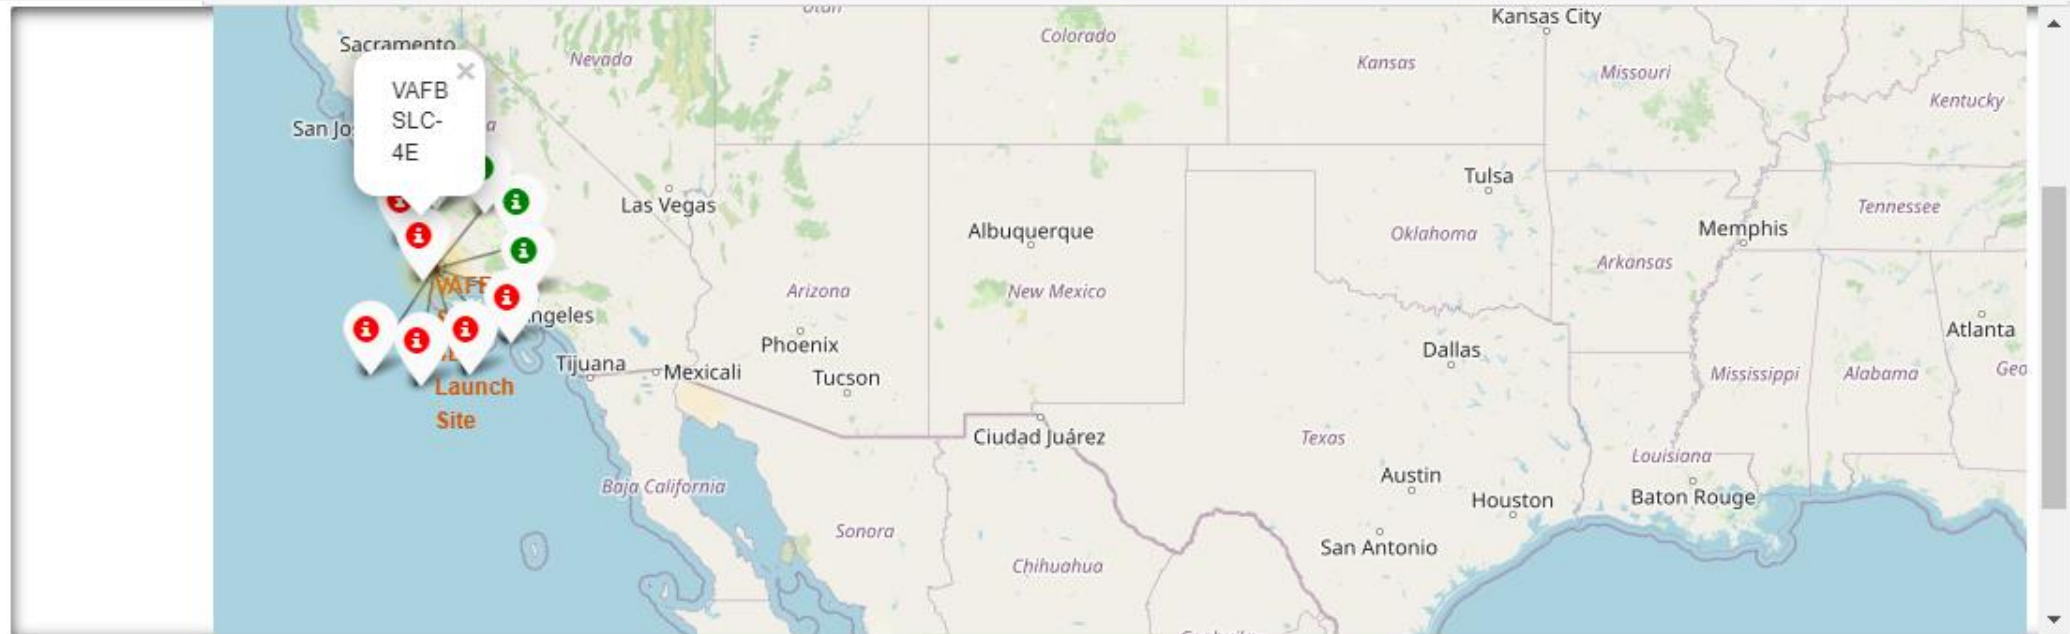 Kansas City
Colorado
Sacramento
Nevada
Kansas
Missouri
VAFB
SLC-
4E
Kentucky
San Jo
a
Tulsa
Las Vegas
Tennessee
Albuquerque
Oklahoma
Memphis
Arkansas
VAFB
Arizona
New Mexico
ngeles
Atlanta
Phoenix
Dallas
Tijuana
Mexicali
Tucson
Mississippi
Alabama
Geo
Launch
Site
Ciudad Juárez
Texas
Louisiana
Austin
Baja California
Houston
Baton Rouge
Sonora
San Antonio
Chihuahua